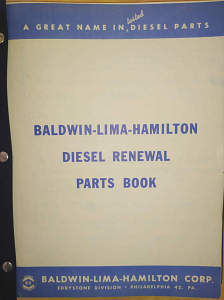 A GREAT NAME IN tested DIESEL PARTS
BALDWIN-LIMA-HAMILTON
DIESEL RENEWAL
PARTS BOOK
BALDWIN-LIMA-HAMILTON CORP.
EDDYSTONE DIVISION • PHILADELPHIA 42, PA.